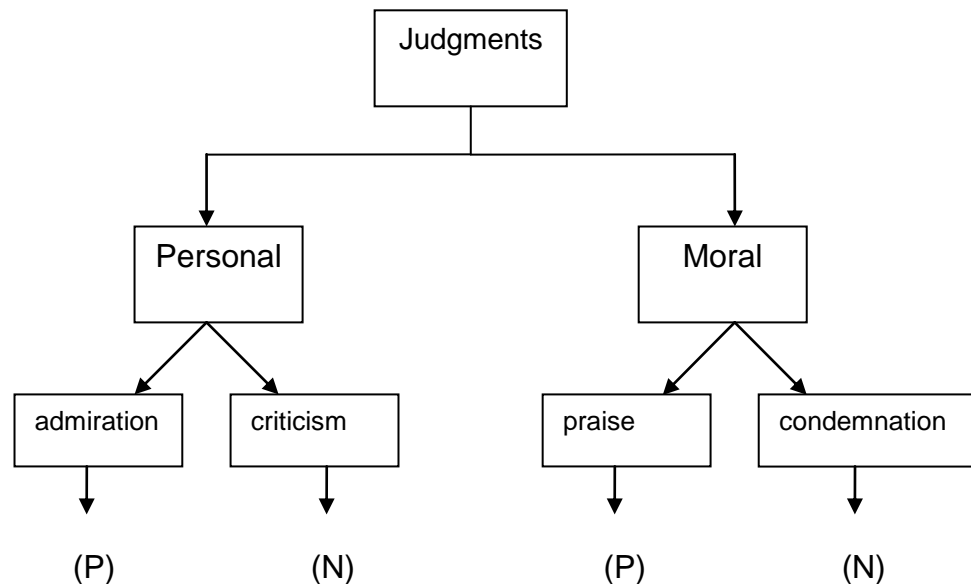 Judgments
Personal Moral
admiration criticism praise condemnation
(P) (N) (P) (N)